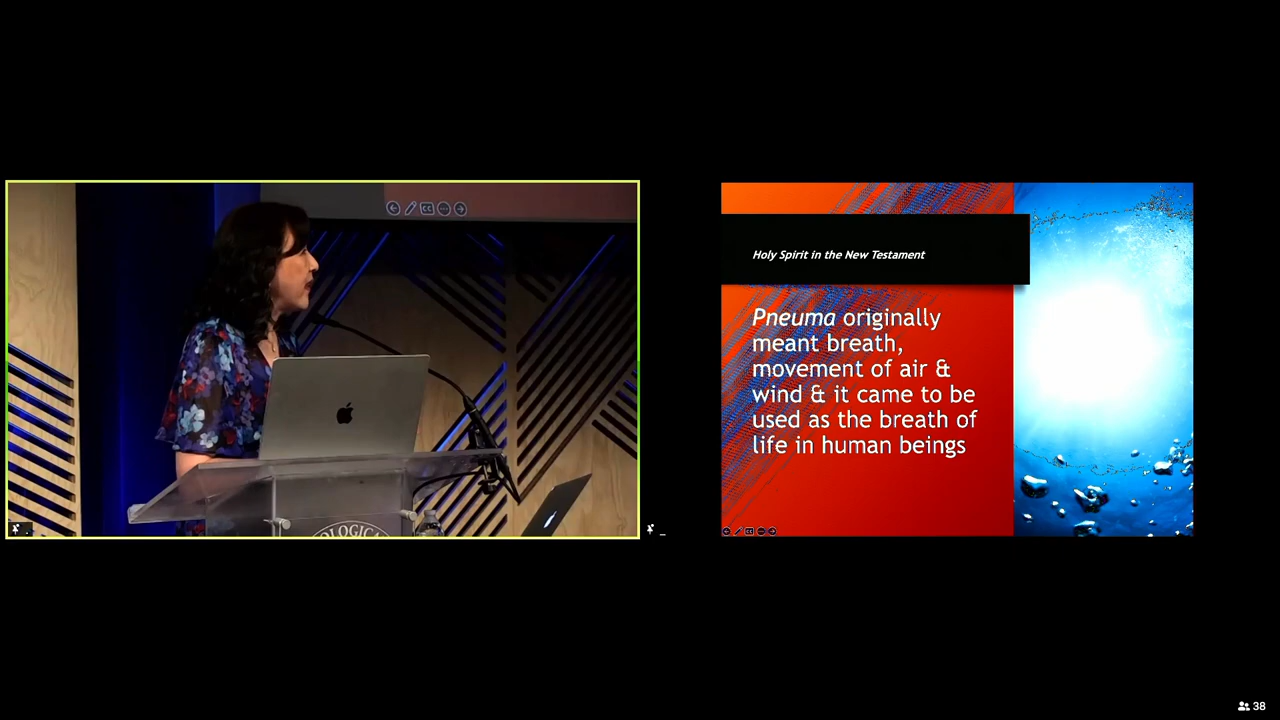 OLOGICA
Holy Spirit in the New Testament
Pneuma originally
meant breath,
movement of air &
wind & it came to be
used as the breath of
life in human beings
38